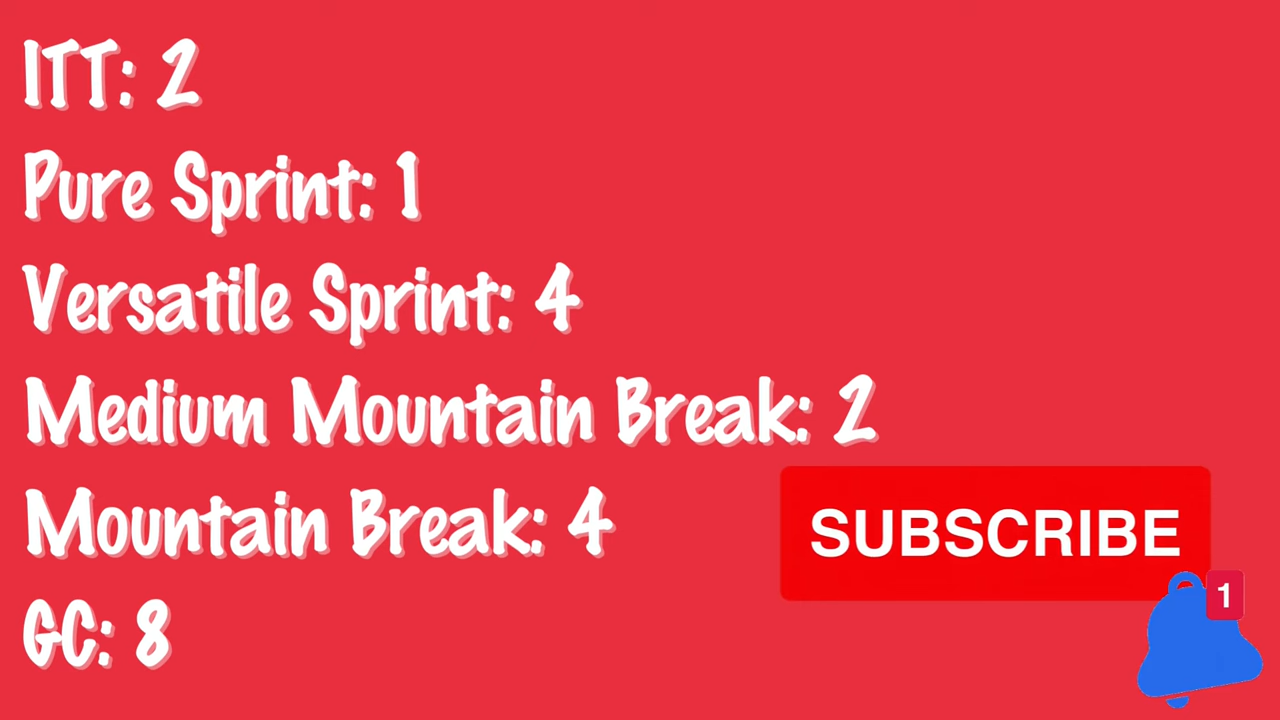 ITT: 2
Pure Sprint: 1
Versatile Sprint: 4
Medium Mountain Break: 2
Mountain Break: 4
GC: 8
SUBSCRIBE
1